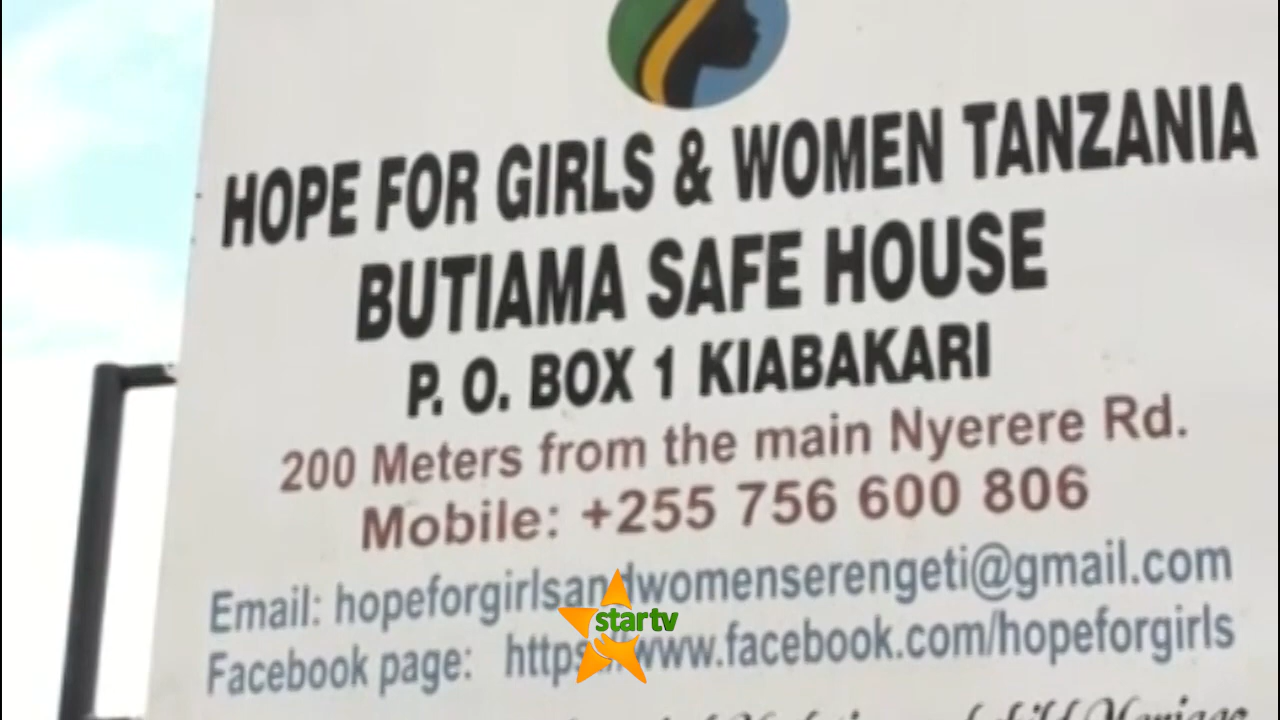 HOPE FOR GIRLS & WOMEN TANZANIA
BUTIAMA SAFE HOUSE
P. O. BOX 1 KIABAKARI
200 Meters from the main Nyerere Rd.
Mobile: +255 756 600 806
Email: hopeforgirlsandwomenserengeti@gmail.com
startv
Facebook page: https://www.facebook.com/hopeforgirls